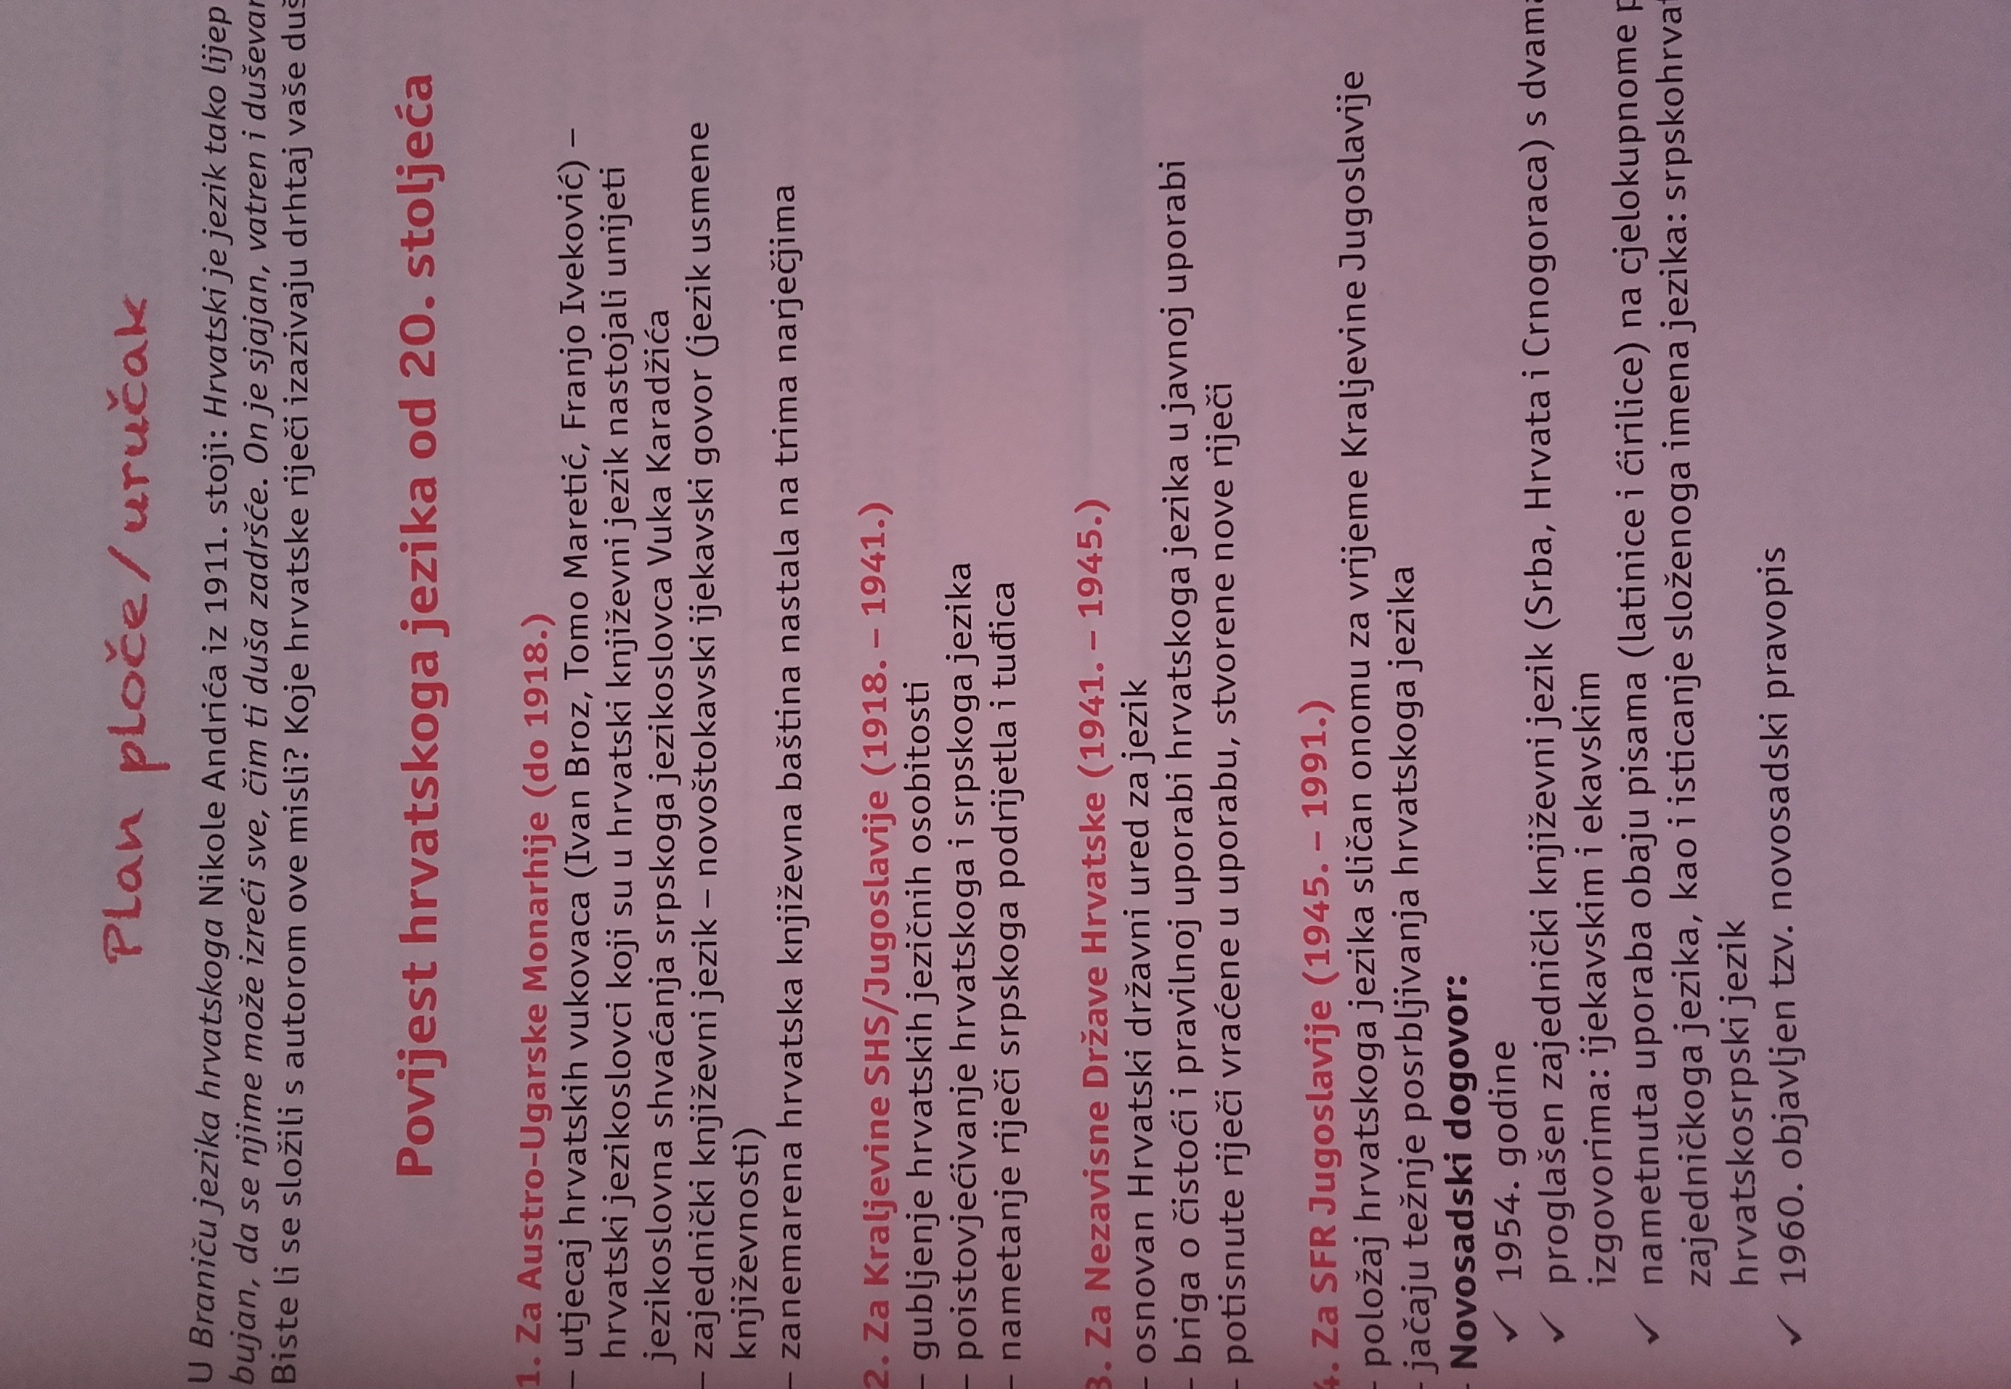 Plan ploče/uručak
U Braniču jezika hrvatskoga Nikole Andrića iz 1911. stoji: Hrvatski je jezik tako lijep
bujan, da se njime može izreći sve, čim ti duša zadršće. On je sjajan, vatren i
Biste li se složili s autorom ove misli? Koje hrvatske riječi izazivaju drhtaj vaše
Povijest hrvatskoga jezika od 20. stoljeća
1. Za Austro-Ugarske Monarhije (do 1918.)
– utjecaj hrvatskih vukovaca (Ivan Broz, Tomo Maretić, Franjo Iveković) –
hrvatski jezikoslovci koji su u hrvatski književni jezik nastojali unijeti
jezikoslovna shvaćanja srpskoga jezikoslovca Vuka Karadžića
– zajednički književni jezik – novoštokavski ijekavski govor (jezik usmene
književnosti)
– zanemarena hrvatska književna baština nastala na trima narječjima
2. Za Kraljevine SHS/Jugoslavije (1918. – 1941.)
– gubljenje hrvatskih jezičnih osobitosti
– poistovjećivanje hrvatskoga i srpskoga jezika
– nametanje riječi srpskoga podrijetla i tuđica
3. Za Nezavisne Države Hrvatske (1941. – 1945.)
– osnovan Hrvatski državni ured za jezik
– briga o čistoći i pravilnoj uporabi hrvatskoga jezika u javnoj uporabi
– potisnute riječi vraćene u uporabu, stvorene nove riječi
4. Za SFR Jugoslavije (1945. – 1991.)
- položaj hrvatskoga jezika sličan onomu za vrijeme Kraljevine Jugoslavije
- jačaju težnje posrbljivanja hrvatskoga jezika
- Novosadski dogovor:
✓ 1954. godine
✓ proglašen zajednički književni jezik (Srba, Hrvata i Crnogoraca) s
izgovorima: ijekavskim i ekavskim
✓ nametnuta uporaba obaju pisama (latinice i ćirilice) na cjelokupnome
zajedničkoga jezika, kao i isticanje složenoga imena jezika:
hrvatskosrpski jezik
✓ 1960. objavljen tzv. novosadski pravopis